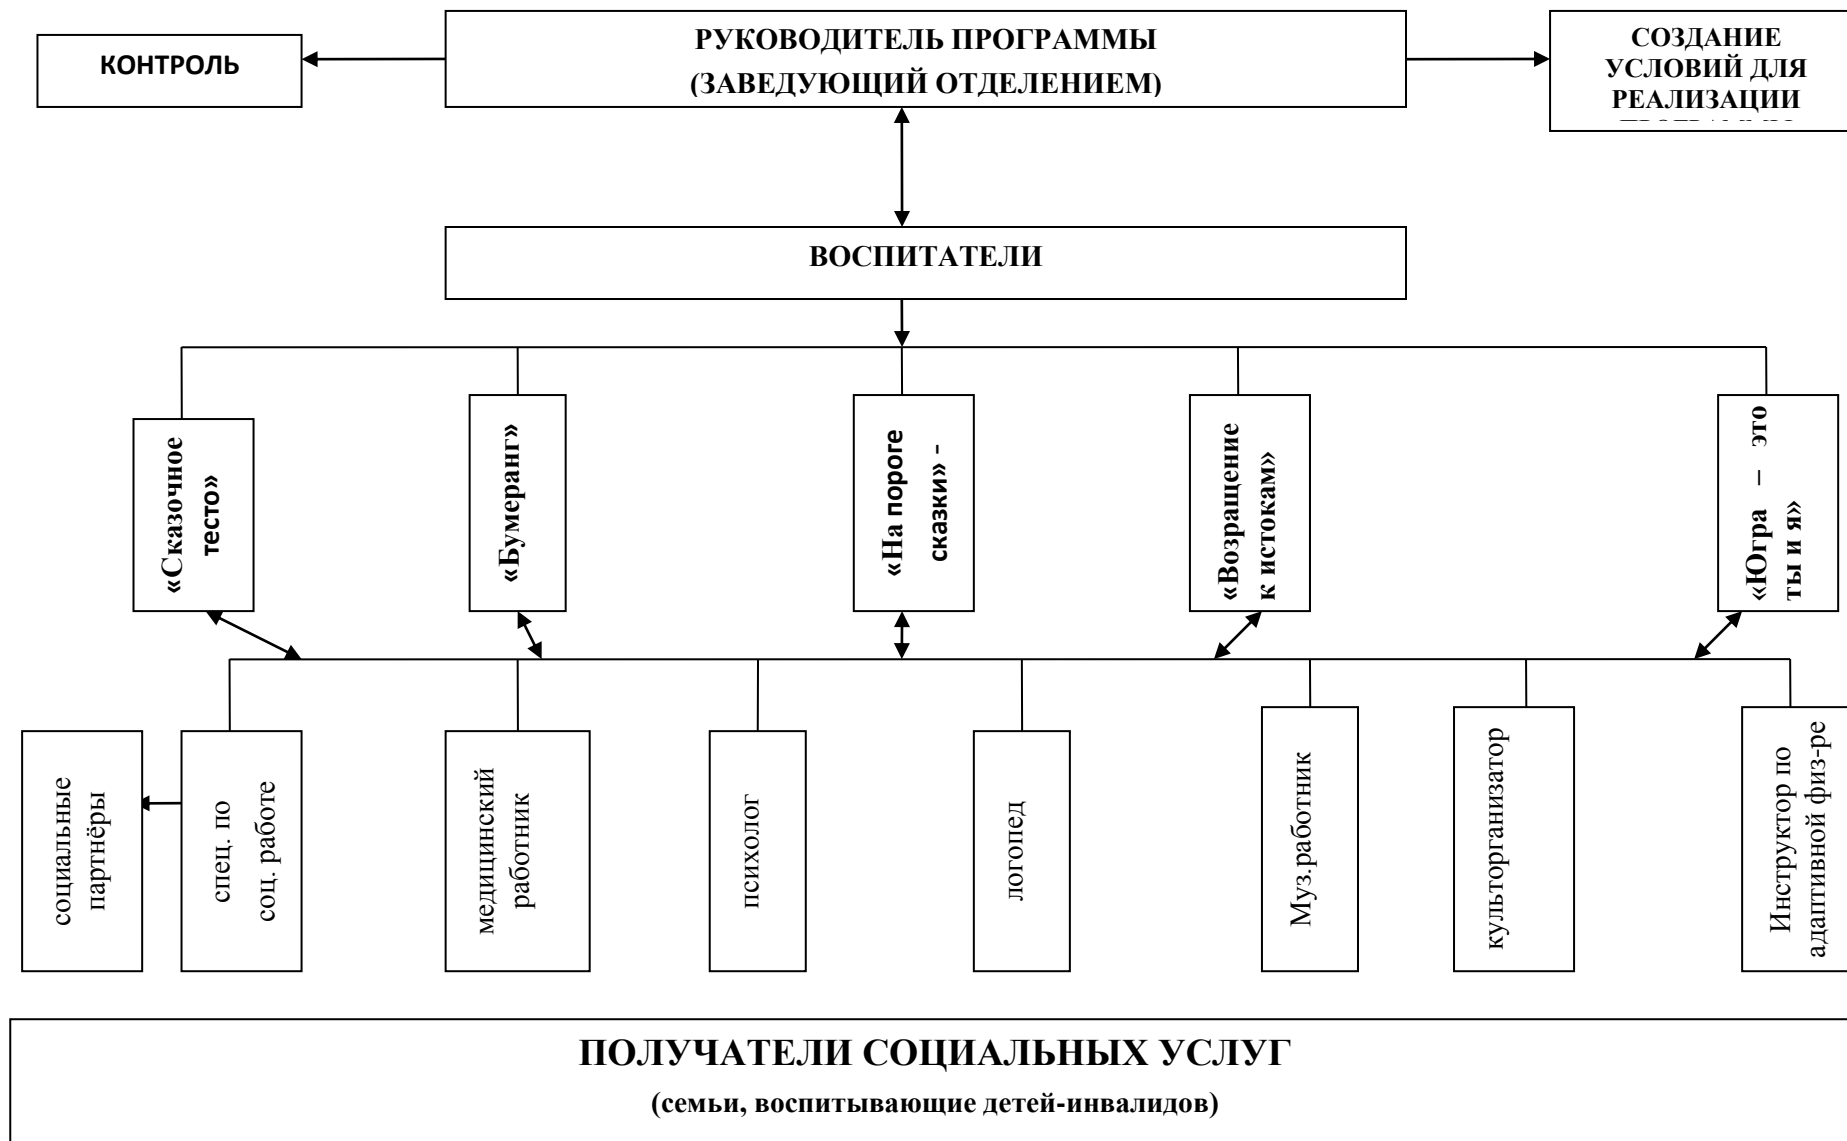 КОНТРОЛЬ
РУКОВОДИТЕЛЬ ПРОГРАММЫ
(ЗАВЕДУЮЩИЙ ОТДЕЛЕНИЕМ)
СОЗДАНИЕ
УСЛОВИЙ ДЛЯ
РЕАЛИЗАЦИИ
ВОСПИТАТЕЛИ
«Сказочное
тесто»
«Бумеранг»
«На пороге
сказки» –
«Возращение
к истокам»
«Югра – это
ты и я»
социальные
партнёры
спец. по
соц. работе
медицинский
работник
психолог
логопед
Муз.работник
культорганизатор
Инструктор по
адаптивной физ-ре
ПОЛУЧАТЕЛИ СОЦИАЛЬНЫХ УСЛУГ
(семьи, воспитывающие детей-инвалидов)